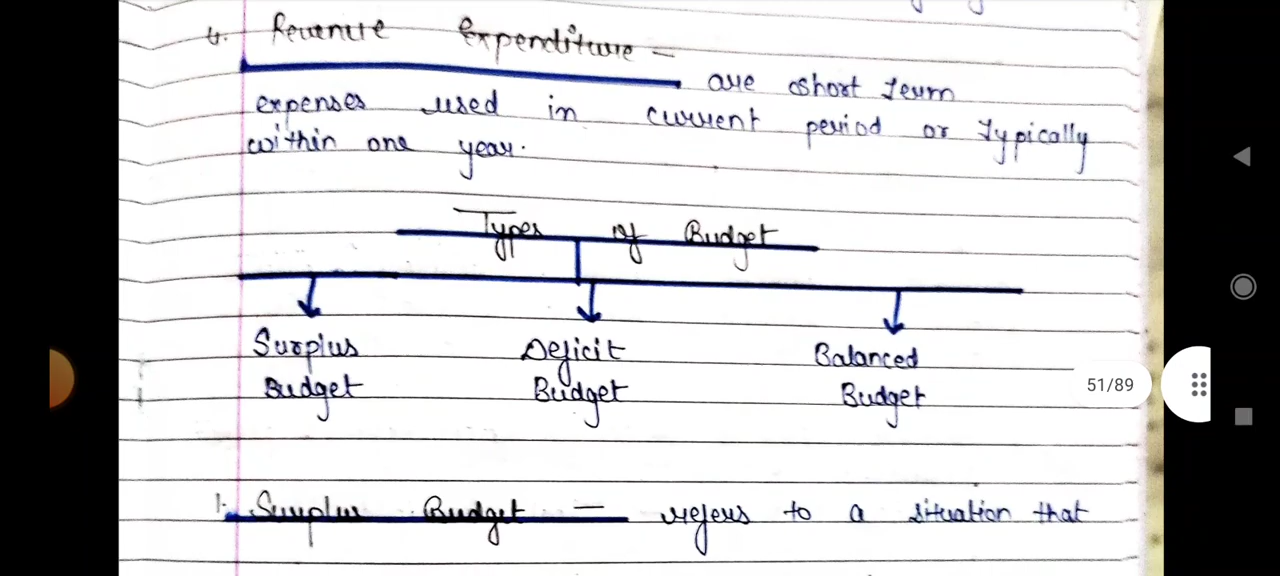 4. Revenue Expenditure –
are short term
expenses used in current period or typically
within one year.
Types of Budget
Surplus Budget
Deficit Budget
Balanced Budget
51/89
1. Surplus Budget – refers to a situation that